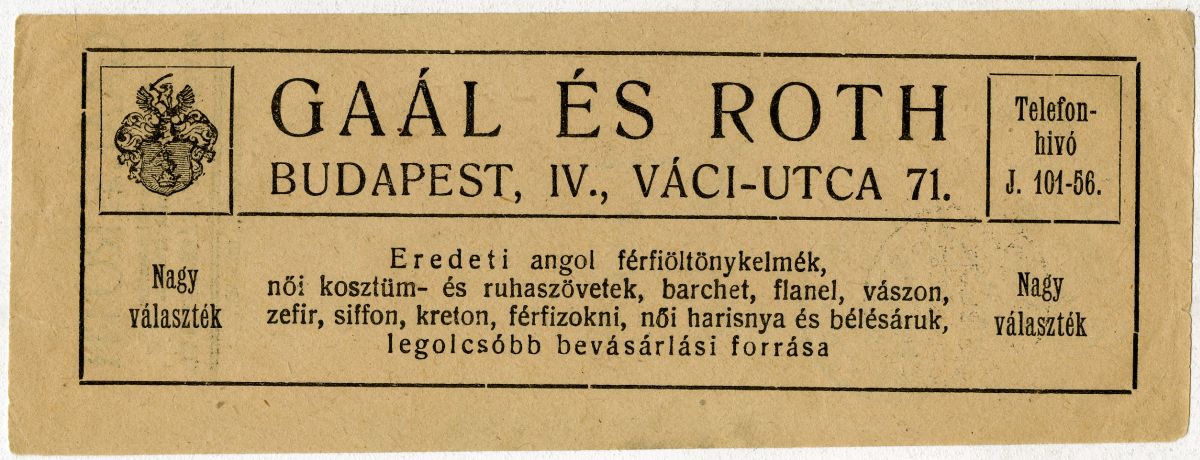 GAÁL ÉS ROTH
BUDAPEST, IV., VÁCI-UTCA 71.
Telefon-
hivó
J. 101-56.
Nagy
választék
Eredeti angol férfiöltönykelmék,
női kosztüm- és ruhaszövetek, barchet, flanel, vászon,
zefir, siffon, kreton, férfizokni, női harisnya és bélésáruk,
legolcsóbb bevásárlási forrása
Nagy
választék